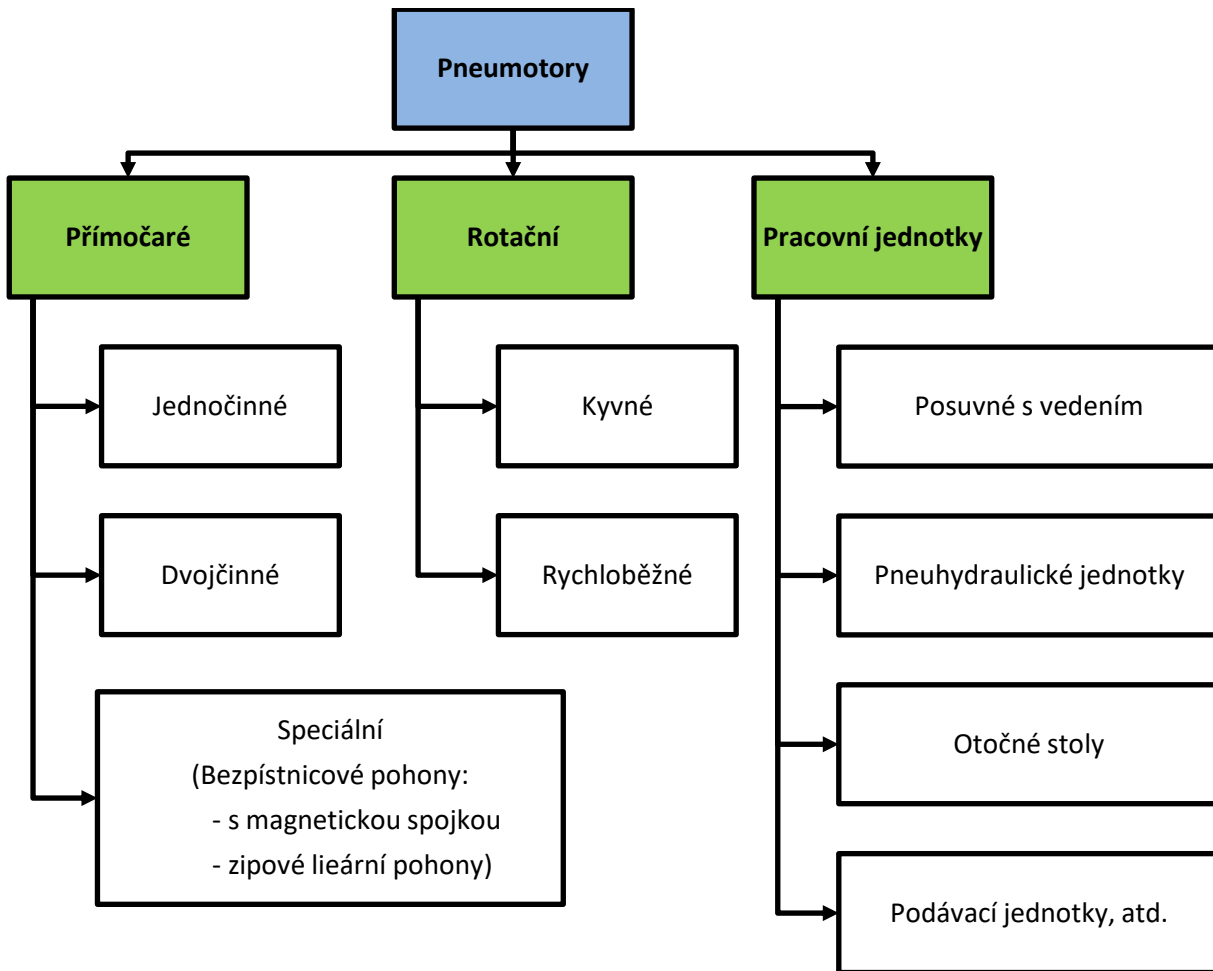 Pneumotory
Přímočaré
Rotační
Pracovní jednotky
Jednočinné
Kyvné
Posuvné s vedením
Dvojčinné
Rychloběžné
Pneuhydraulické jednotky
Speciální
(Bezpístnicové pohony:
- s magnetickou spojkou
- zipové lieární pohony)
Otočné stoly
Podávací jednotky, atd.